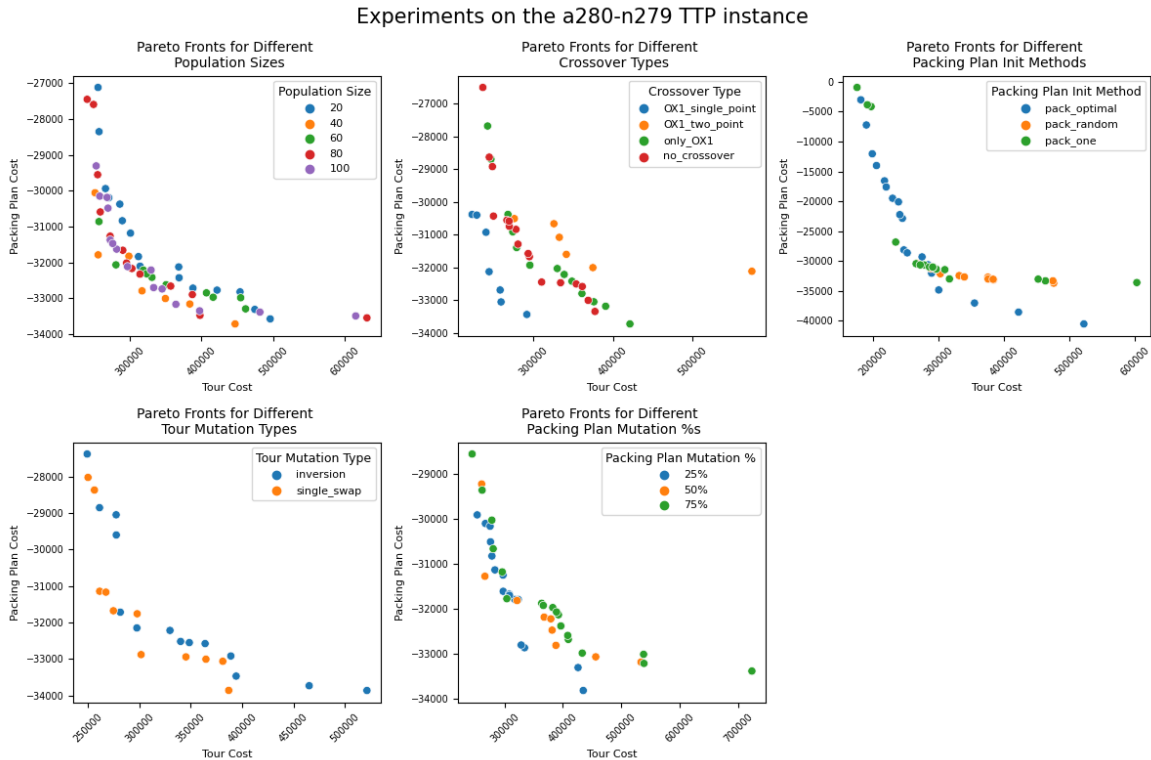 Experiments on the a280-n279 TTP instance
Pareto Fronts for Different
Population Sizes
Packing Plan Cost
−27000
−28000
−29000
−30000
−31000
−32000
−33000
−34000
Population Size
20
40
60
80
100
300000
400000
500000
600000
Tour Cost
Pareto Fronts for Different
Crossover Types
Packing Plan Cost
−27000
−28000
−29000
−30000
−31000
−32000
−33000
−34000
Crossover Type
OX1_single_point
OX1_two_point
only_OX1
no_crossover
300000
400000
500000
Tour Cost
Pareto Fronts for Different
Packing Plan Init Methods
Packing Plan Cost
0
−5000
−10000
−15000
−20000
−25000
−30000
−35000
−40000
Packing Plan Init Method
pack_optimal
pack_random
pack_one
200000
300000
400000
500000
600000
Tour Cost
Pareto Fronts for Different
Tour Mutation Types
Packing Plan Cost
−28000
−29000
−30000
−31000
−32000
−33000
−34000
Tour Mutation Type
inversion
single_swap
250000
300000
350000
400000
450000
500000
Tour Cost
Pareto Fronts for Different
Packing Plan Mutation %s
Packing Plan Cost
−29000
−30000
−31000
−32000
−33000
−34000
Packing Plan Mutation %
25%
50%
75%
300000
400000
500000
600000
700000
Tour Cost